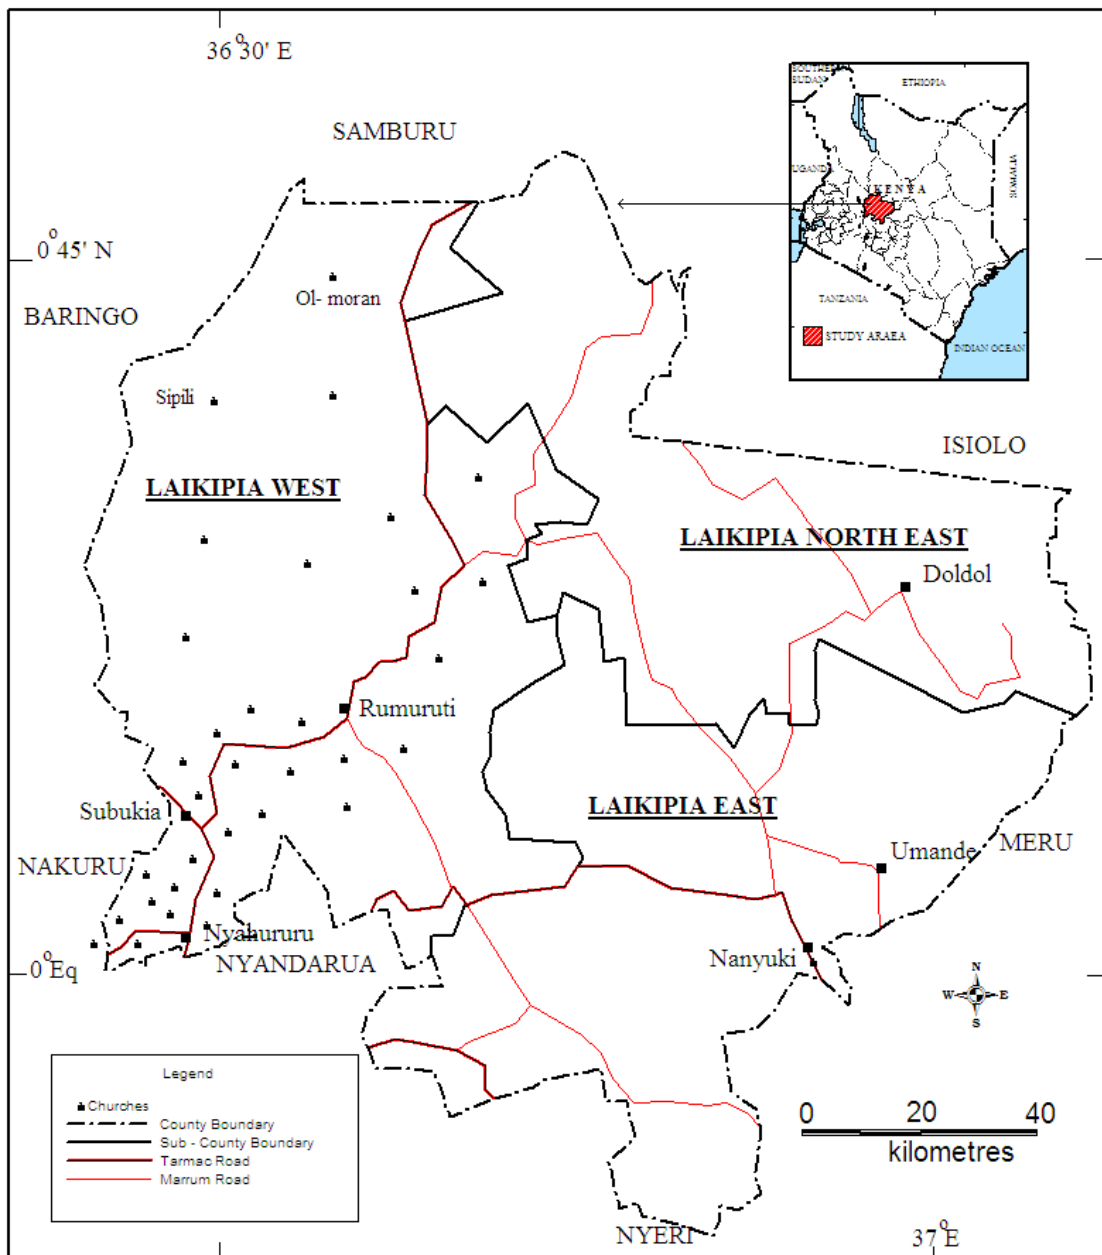 36°30' E
SAMBURU
0°45' N
BARINGO
Ol- moran
Sipili
LAIKIPIA WEST
ISIOLO
LAIKIPIA NORTH EAST
Doldol
Rumuruti
LAIKIPIA EAST
Subukia
MERU
Umande
NAKURU
Nyahururu
NYANDARUA
0°Eq
Nanyuki
N
W
E
S
NYERI
37°E
SOUTHE
SUDAN
ETHIOPIA
UGAND
KENYA
SOMALIA
TANZANIA
STUDY ARAEA
INDIAN OCEAN
Legend
Churches
County Boundary
Sub - County Boundary
Tarmac Road
Marrum Road
0 20 40
kilometres